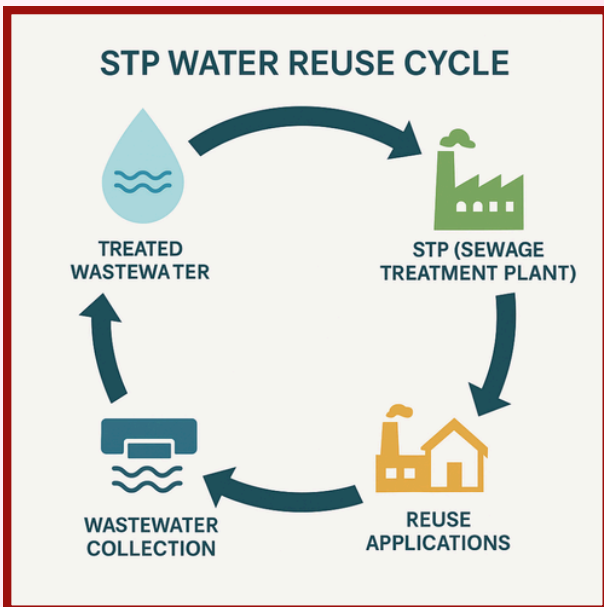 STP WATER REUSE CYCLE
TREATED
WASTEWATER
STP (SEWAGE
TREATMENT PLANT)
WASTEWATER
COLLECTION
REUSE
APPLICATIONS